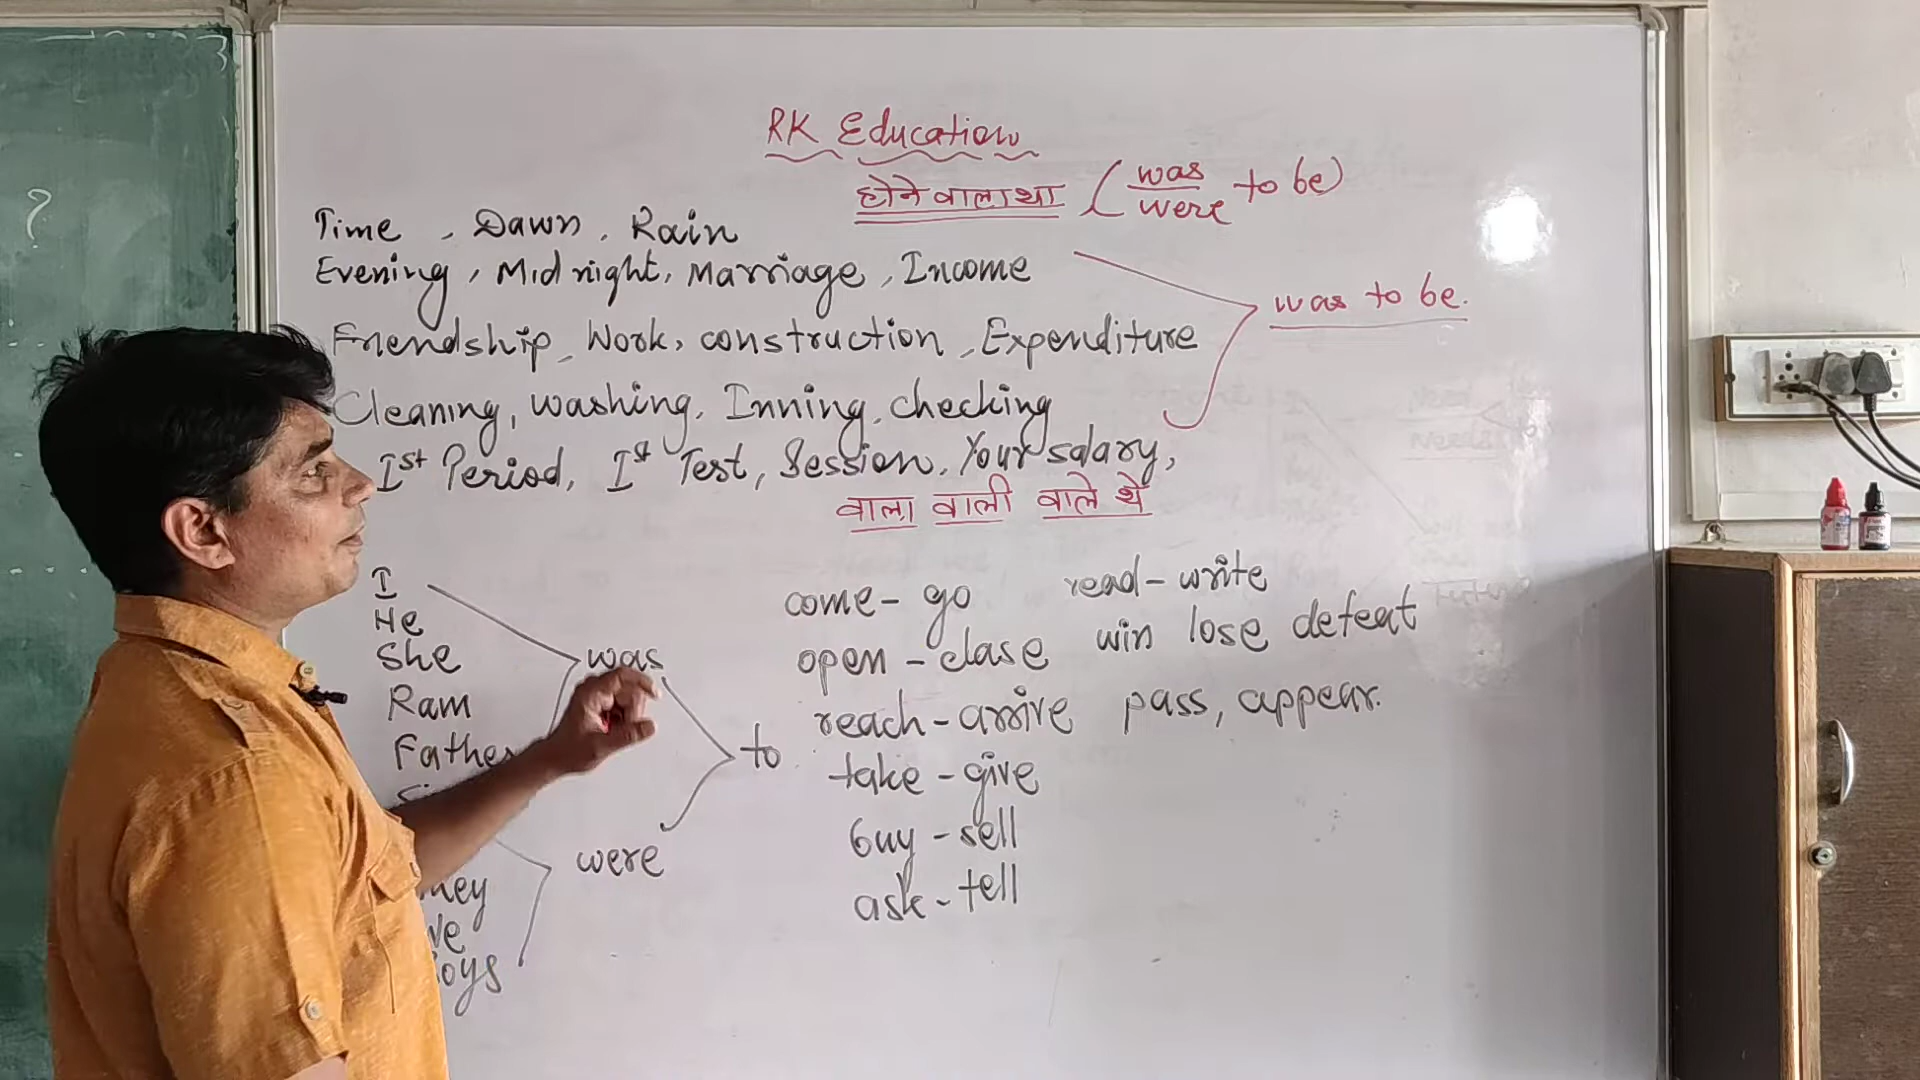 RK Education
होने वाला था ( was/were to be)
Time , Dawn , Rain
Evening, Mid night, Marriage, Income
was to be.
Friendship, Work, construction, Expenditure
Cleaning, washing, Inning, checking
Ist Period, Ist Test, Session, Your salary,
वाला वाली वाले थे
I
He
She
Ram
Father
was
were
to
come - go read - write
open - close win lose defeat
reach - arrive pass, appear.
take - give
buy - sell
ask - tell